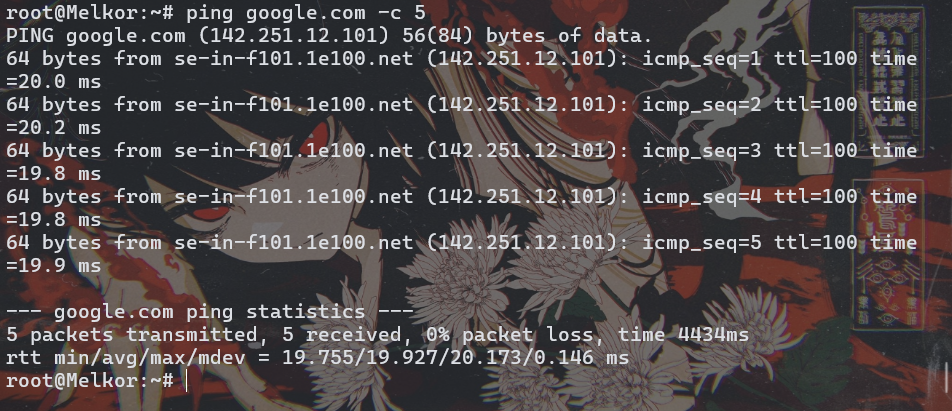 root@Melkor:~# ping google.com -c 5
PING google.com (142.251.12.101) 56(84) bytes of data.
64 bytes from se-in-f101.1e100.net (142.251.12.101): icmp_seq=1 ttl=100 time
=20.0 ms
64 bytes from se-in-f101.1e100.net (142.251.12.101): icmp_seq=2 ttl=100 time
=20.2 ms
64 bytes from se-in-f101.1e100.net (142.251.12.101): icmp_seq=3 ttl=100 time
=19.8 ms
64 bytes from se-in-f101.1e100.net (142.251.12.101): icmp_seq=4 ttl=100 time
=19.8 ms
64 bytes from se-in-f101.1e100.net (142.251.12.101): icmp_seq=5 ttl=100 time
=19.9 ms
--- google.com ping statistics ---
5 packets transmitted, 5 received, 0% packet loss, time 4434ms
rtt min/avg/max/mdev = 19.755/19.927/20.173/0.146 ms
root@Melkor:~#